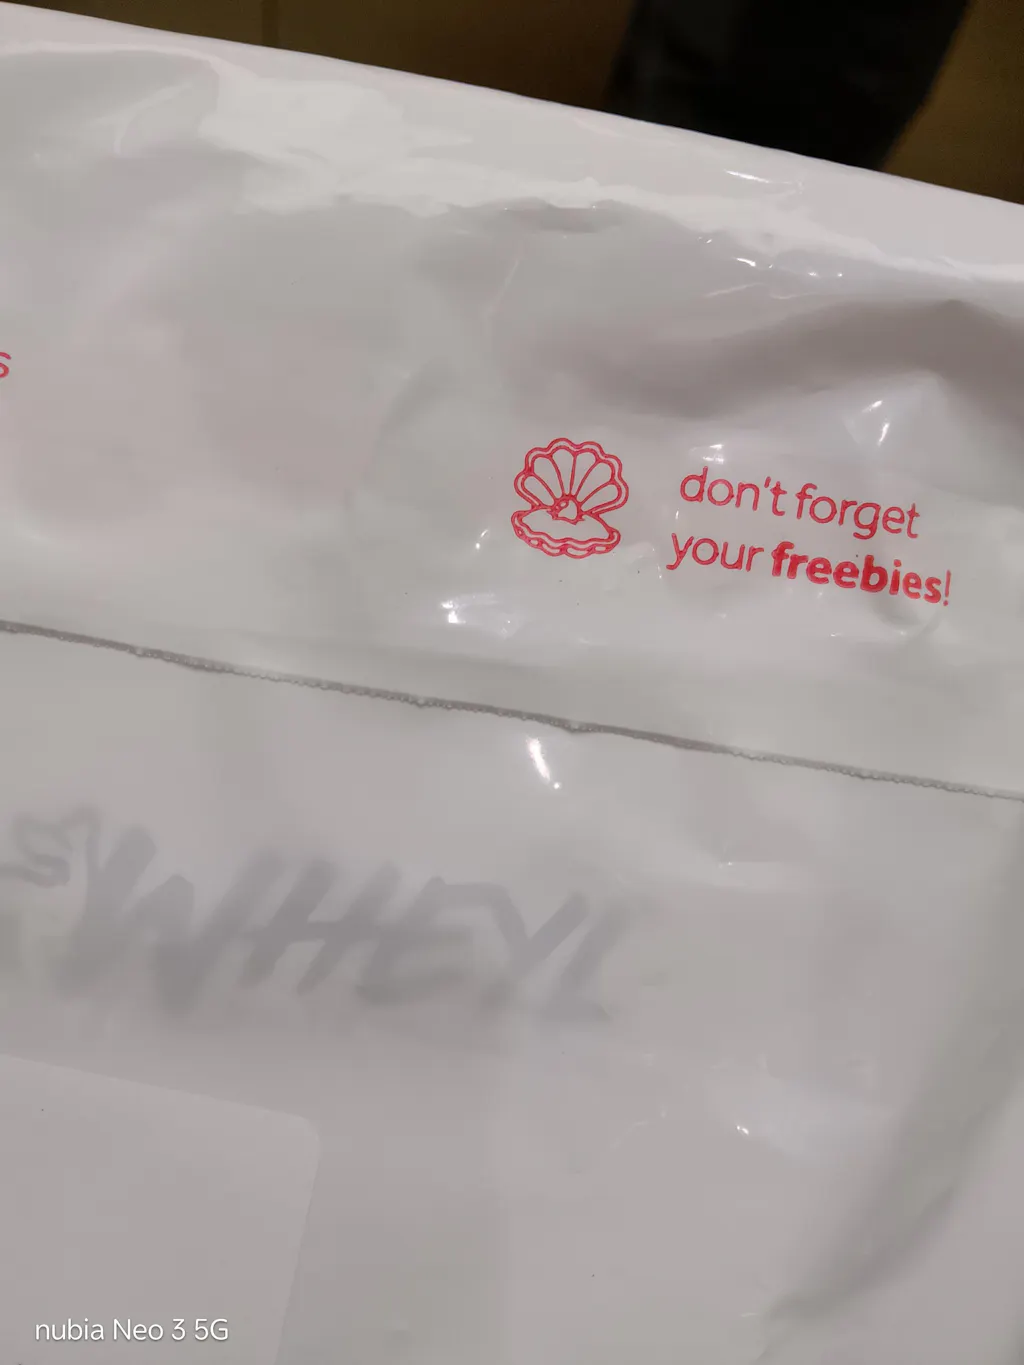 s
don't forget
your freebies!
WHEY
nubia Neo 3 5G